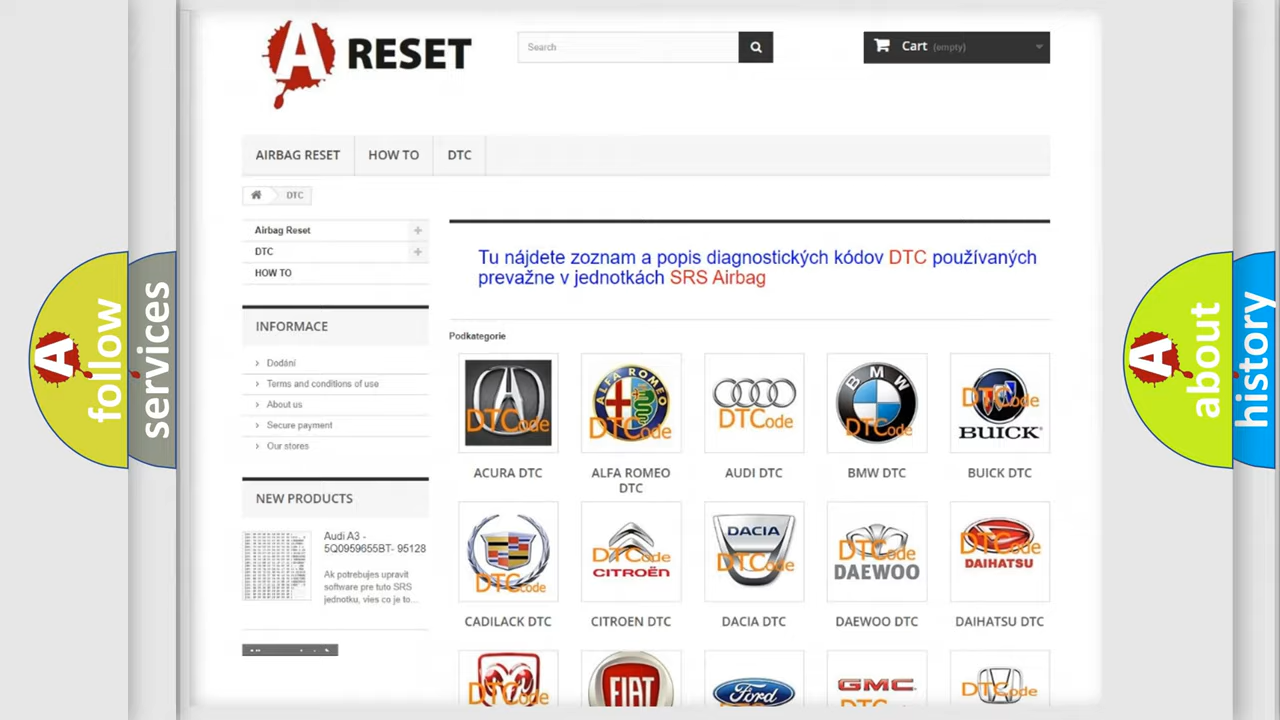 A RESET
Search
Cart (empty)
AIRBAG RESET
HOW TO
DTC
DTC
Airbag Reset
DTC
HOW TO
INFORMACE
Dodání
Terms and conditions of use
About us
Secure payment
Our stores
NEW PRODUCTS
Audi A3 -
5Q0959655BT- 95128
Ak potrebujes upravit
software pre tuto SRS
jednotku, vies co je to...
Tu nájdete zoznam a popis diagnostických kódov DTC používaných
prevažne v jednotkách SRS Airbag
Podkategorie
DTCode
ALFA ROMEO
DTCode
DTCode
BMW
DTCode
DTCode
BUICK
ACURA DTC
ALFA ROMEO
DTC
AUDI DTC
BMW DTC
BUICK DTC
DTCode
DTCode
CITROËN
DACIA
DTCode
DTCode
DAEWOO
DTCode
DAIHATSU
CADILACK DTC
CITROEN DTC
DACIA DTC
DAEWOO DTC
DAIHATSU DTC
DTCode
FIAT
Ford
GMC
DTCode
A follow
services
A about
history